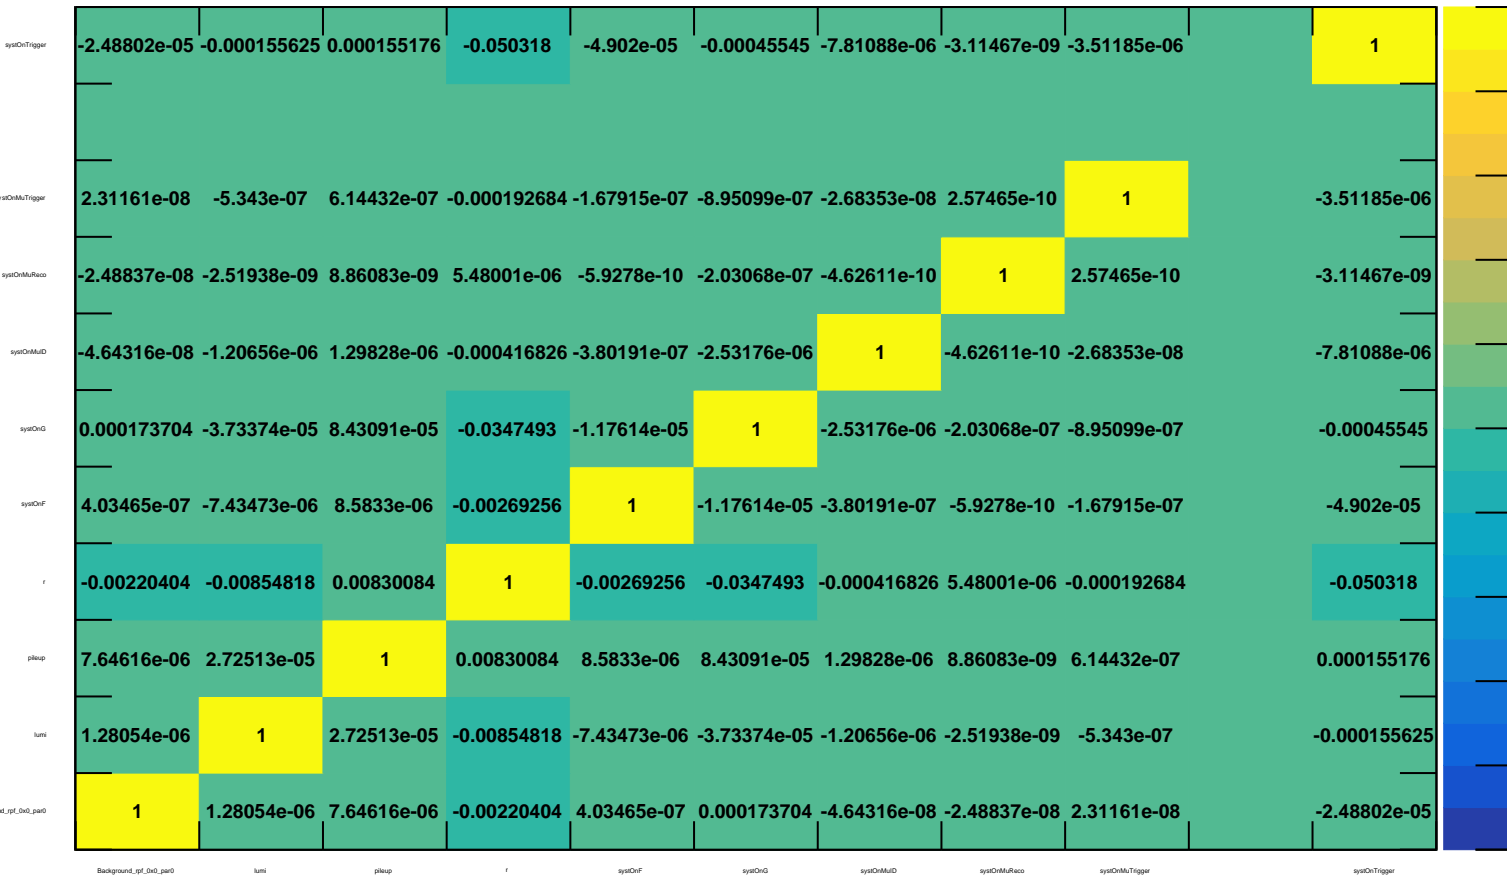 systOnTrigger -2.48802e-05 -0.000155625 0.000155176 -0.050318 -4.902e-05 -0.00045545 -7.81088e-06 -3.11467e-09 -3.51185e-06 1
stOnMuTrigger 2.31161e-08 -5.343e-07 6.14432e-07 -0.000192684 -1.67915e-07 -8.95099e-07 -2.68353e-08 2.57465e-10 1 -3.51185e-06
systOnMuReco -2.48837e-08 -2.51938e-09 8.86083e-09 5.48001e-06 -5.9278e-10 -2.03068e-07 -4.62611e-10 1 2.57465e-10 -3.11467e-09
systOnMuID -4.64316e-08 -1.20656e-06 1.29828e-06 -0.000416826 -3.80191e-07 -2.53176e-06 1 -4.62611e-10 -2.68353e-08 -7.81088e-06
systOnG 0.000173704 -3.73374e-05 8.43091e-05 -0.0347493 -1.17614e-05 1 -2.53176e-06 -2.03068e-07 -8.95099e-07 -0.00045545
systOnF 4.03465e-07 -7.43473e-06 8.5833e-06 -0.00269256 1 -1.17614e-05 -3.80191e-07 -5.9278e-10 -1.67915e-07 -4.902e-05
r -0.00220404 -0.00854818 0.00830084 1 -0.00269256 -0.0347493 -0.000416826 5.48001e-06 -0.000192684 -0.050318
pileup 7.64616e-06 2.72513e-05 1 0.00830084 8.5833e-06 8.43091e-05 1.29828e-06 8.86083e-09 6.14432e-07 0.000155176
lumi 1.28054e-06 1 2.72513e-05 -0.00854818 -7.43473e-06 -3.73374e-05 -1.20656e-06 -2.51938e-09 -5.343e-07 -0.000155625
d_rpf_0x0_par0 1 1.28054e-06 7.64616e-06 -0.00220404 4.03465e-07 0.000173704 -4.64316e-08 -2.48837e-08 2.31161e-08 -2.48802e-05
Background_rpf_0x0_par0 lumi pileup r systOnF systOnG systOnMuID systOnMuReco systOnMuTrigger systOnTrigger